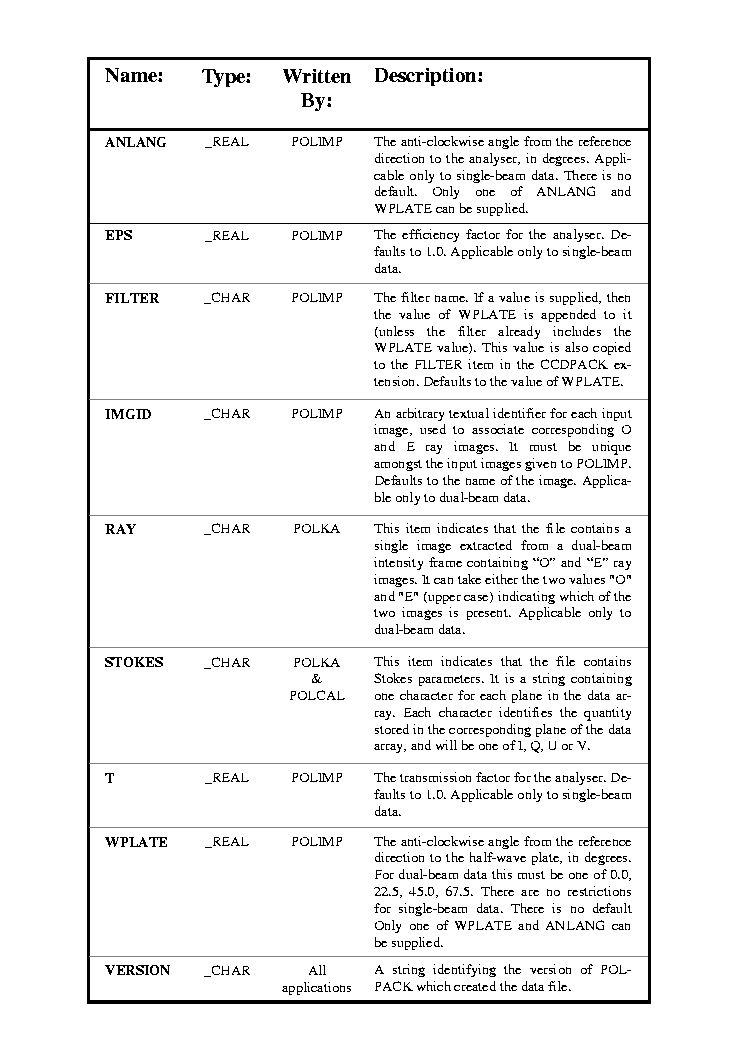 Name: Type: Written Description:
By:
ANLANG _REAL POLIMP The anti-clockwise angle from the reference
direction to the analyser, in degrees. Appli-
cable only to single-beam data. There is no
default. Only one of ANLANG and
WPLATE can be supplied.
EPS _REAL POLIMP The efficiency factor for the analyser. De-
faults to 1.0. Applicable only to single-beam
data.
FILTER _CHAR POLIMP The filter name. If a value is supplied, then
the value of WPLATE is appended to it
(unless the filter already includes the
WPLATE value). This value is also copied
to the FILTER item in the CCDPACK ex-
tension. Defaults to the value of WPLATE.
IMGID _CHAR POLIMP An arbitrary textual identifier for each input
image, used to associate corresponding O
and E ray images. It must be unique
amongst the input images given to POLIMP.
Defaults to the name of the image. Applica-
ble only to dual-beam data.
RAY _CHAR POLKA This item indicates that the file contains a
single image extracted from a dual-beam
intensity frame containing “O” and “E” ray
images. It can take either the two values "O"
and "E" (upper case) indicating which of the
two images is present. Applicable only to
dual-beam data.
STOKES _CHAR POLKA This item indicates that the file contains
& Stokes parameters. It is a string containing
POLCAL one character for each plane in the data ar-
ray. Each character identifies the quantity
stored in the corresponding plane of the data
array, and will be one of I, Q, U or V.
T _REAL POLIMP The transmission factor for the analyser. De-
faults to 1.0. Applicable only to single-beam
data.
WPLATE _REAL POLIMP The anti-clockwise angle from the reference
direction to the half-wave plate, in degrees.
For dual-beam data this must be one of 0.0,
22.5, 45.0, 67.5. There are no restrictions
for single-beam data. There is no default
Only one of WPLATE and ANLANG can
be supplied.
VERSION _CHAR All A string identifying the version of POL-
applications PACK which created the data file.